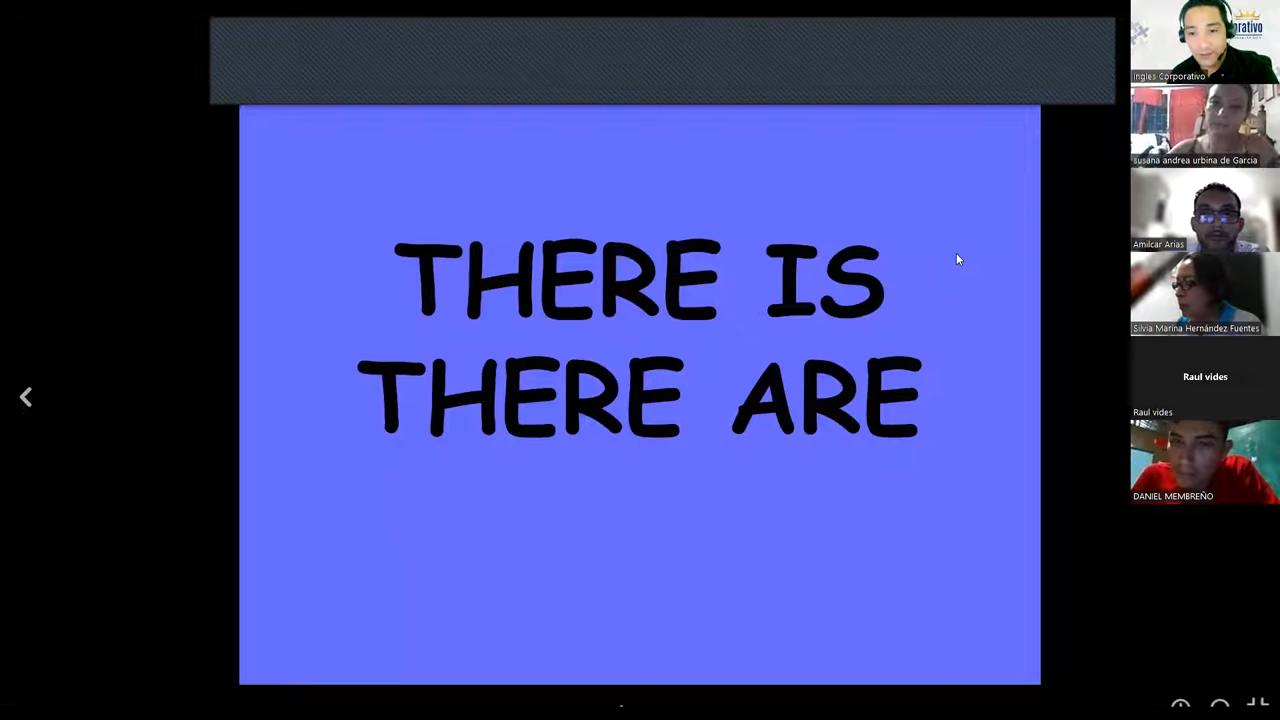 THERE IS
THERE ARE
orativo
Ingles Corporativo
susana andrea urbina de Garcia
Amilcar Arias
Silvia Marina Hernández Fuentes
Raul vides
Raul vides
DANIEL MEMBREÑO